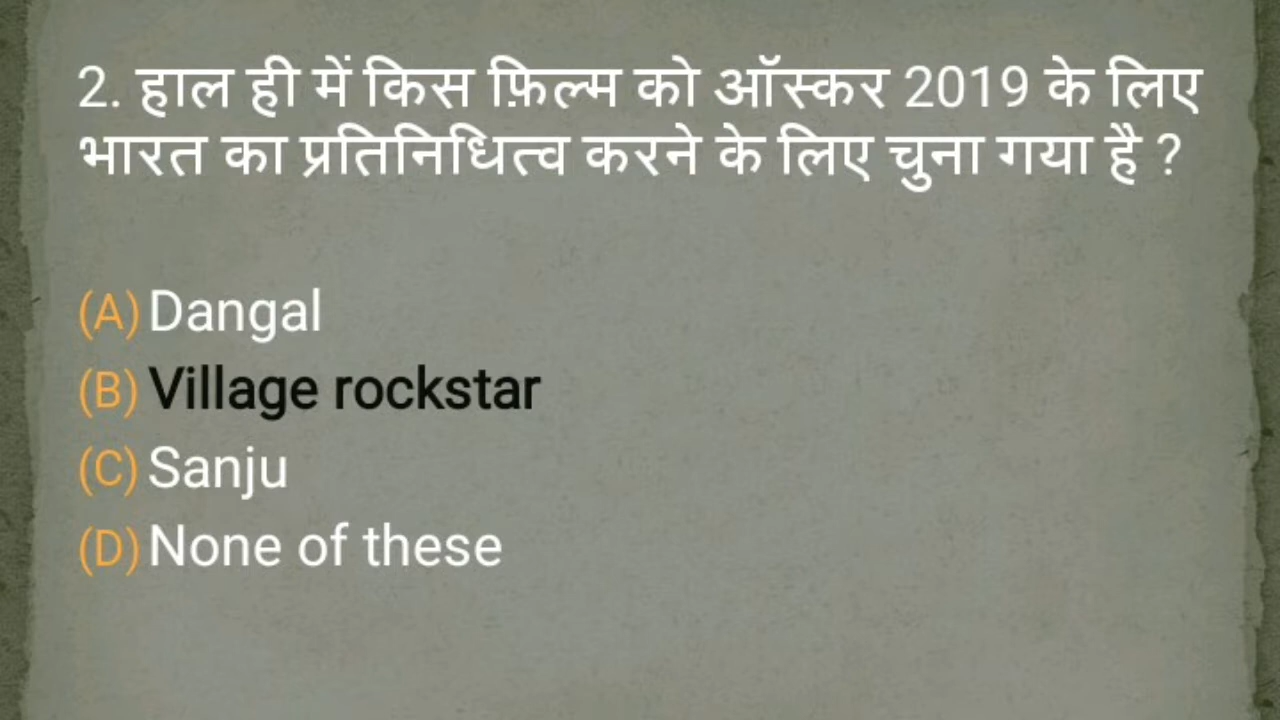 2. हाल ही में किस फ़िल्म को ऑस्कर 2019 के लिए
भारत का प्रतिनिधित्व करने के लिए चुना गया है ?
(A) Dangal
(B) Village rockstar
(C) Sanju
(D) None of these